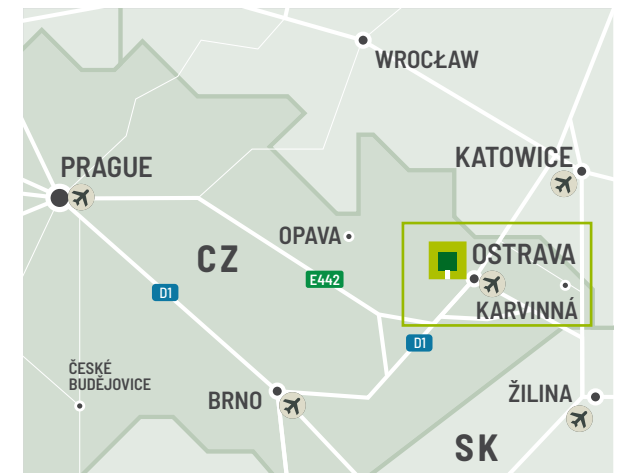 WROCŁAW
PRAGUE
KATOWICE
OPAVA
CZ
OSTRAVA
E442
D1
KARVINNÁ
D1
ČESKÉ
BUDĚJOVICE
BRNO
ŽILINA
SK